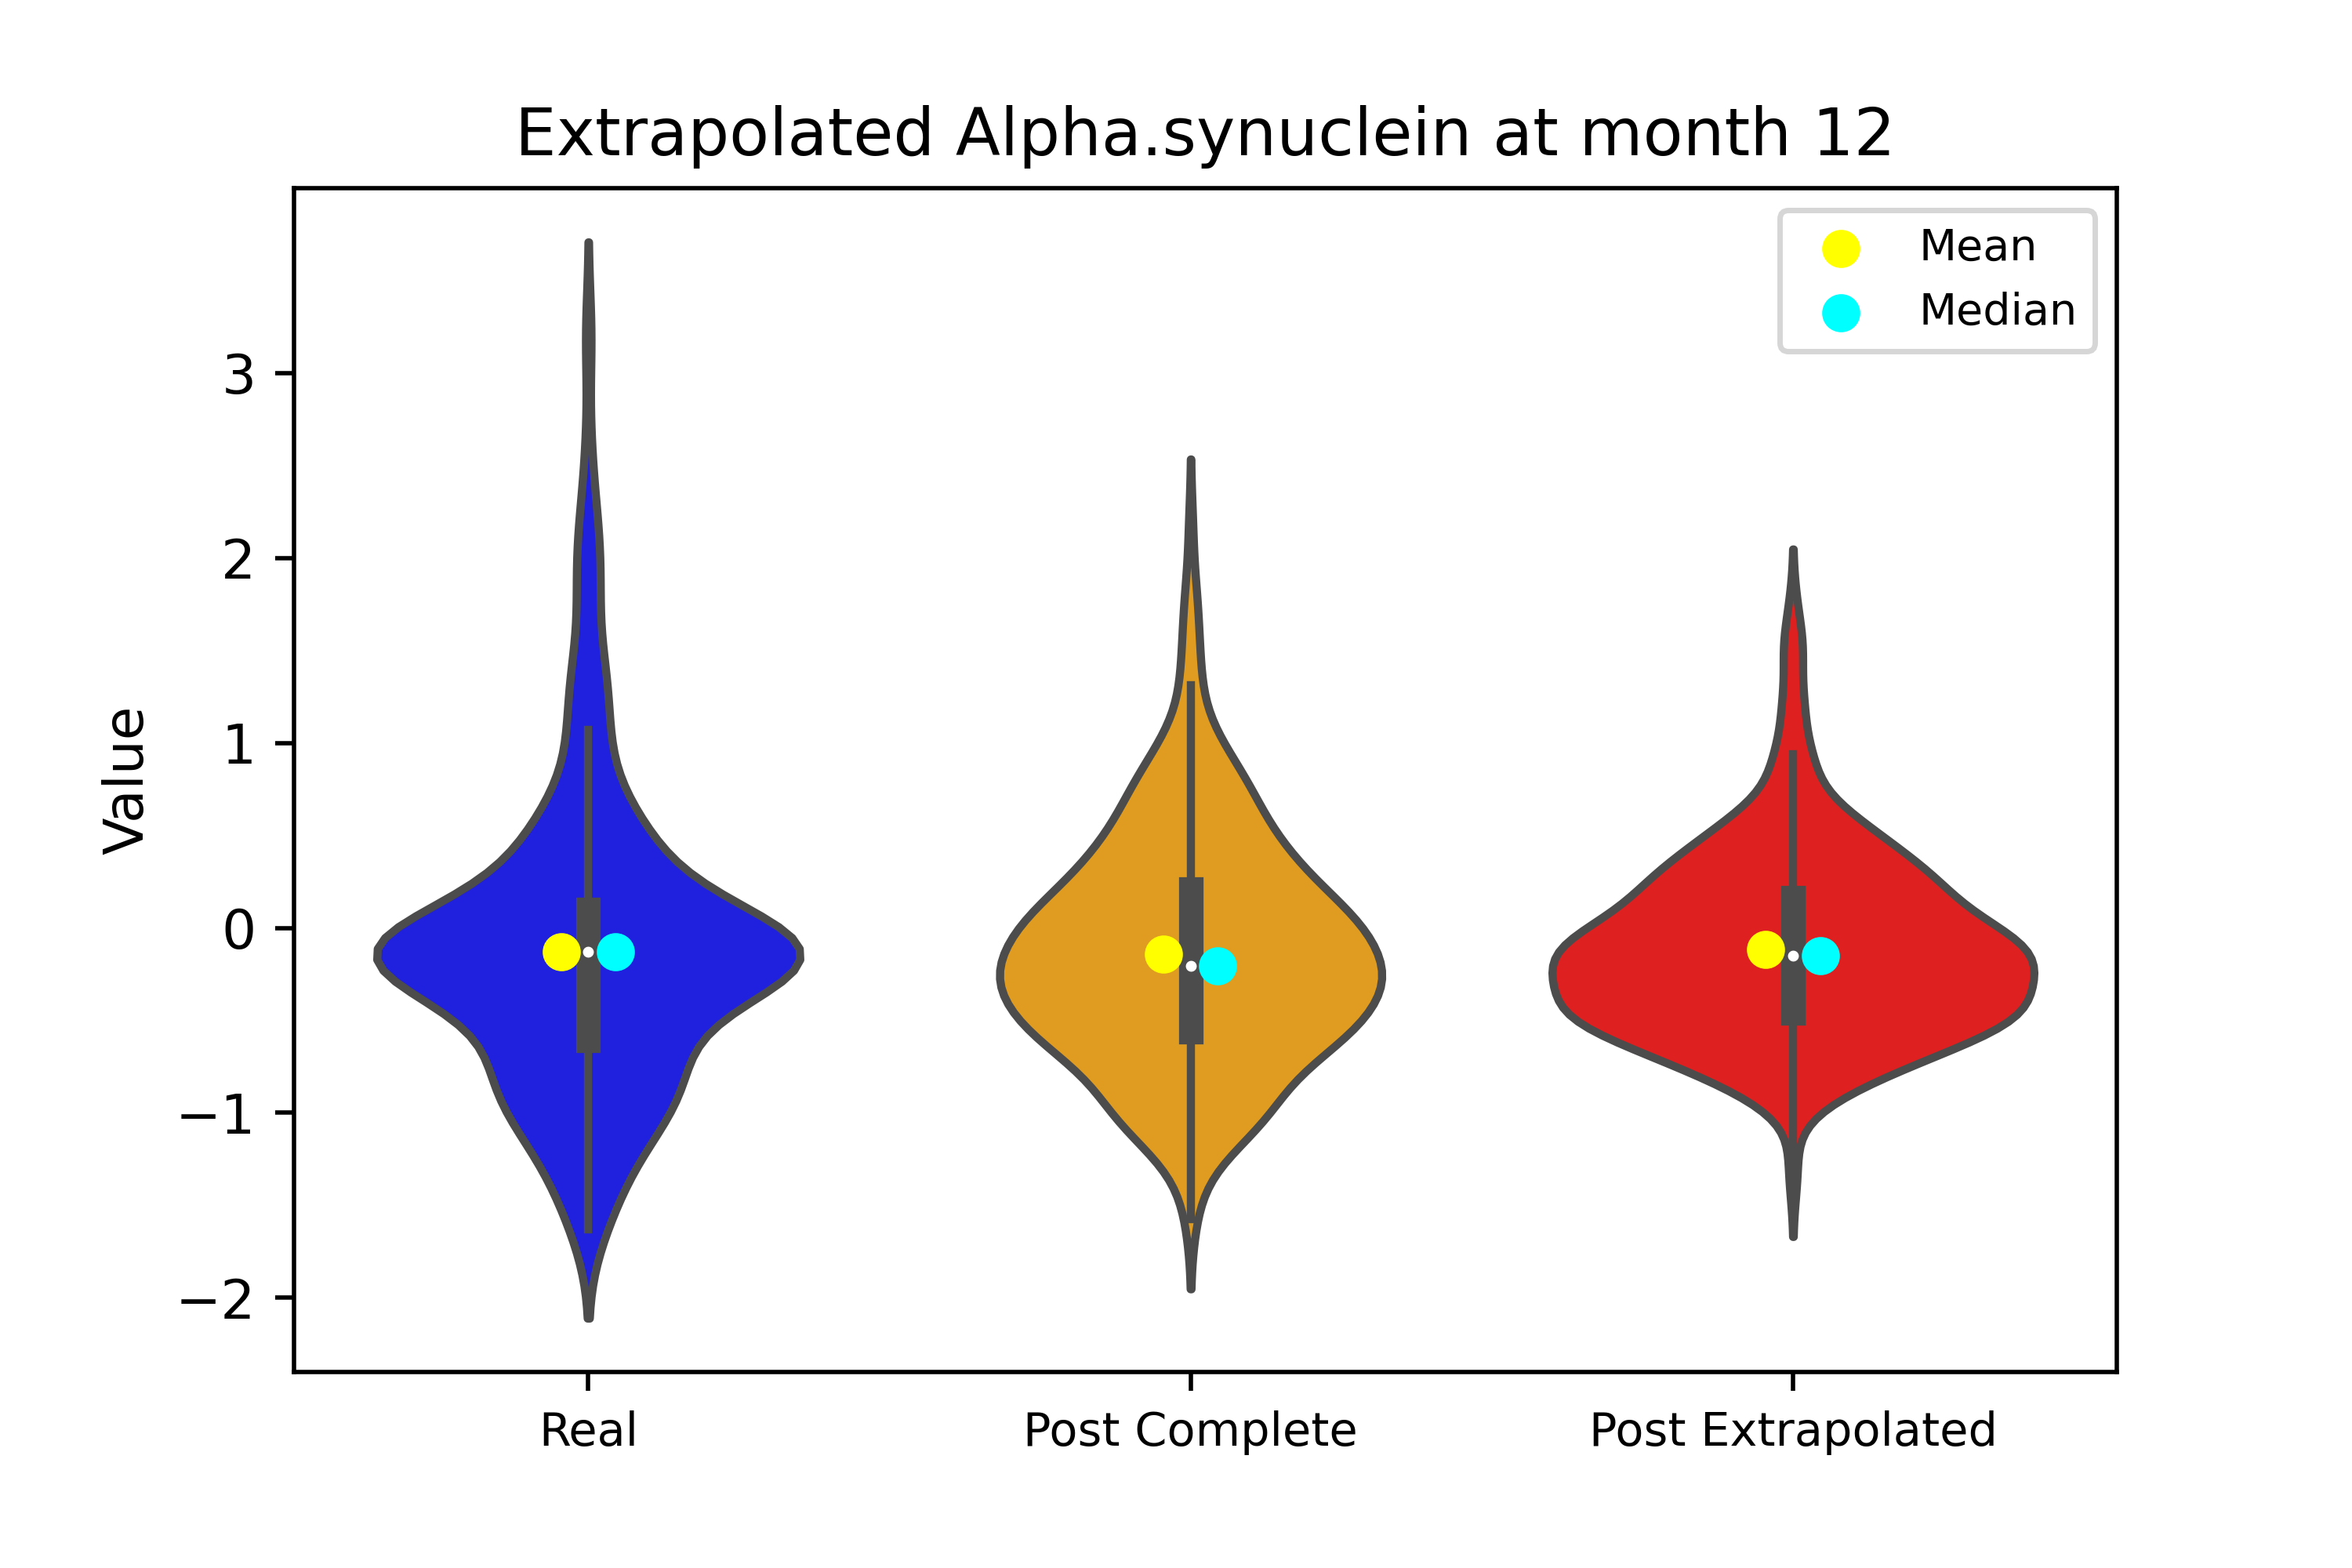 Extrapolated Alpha.synuclein at month 12
Mean
Median
3
2
1
0
−1
−2
Value
Real
Post Complete
Post Extrapolated